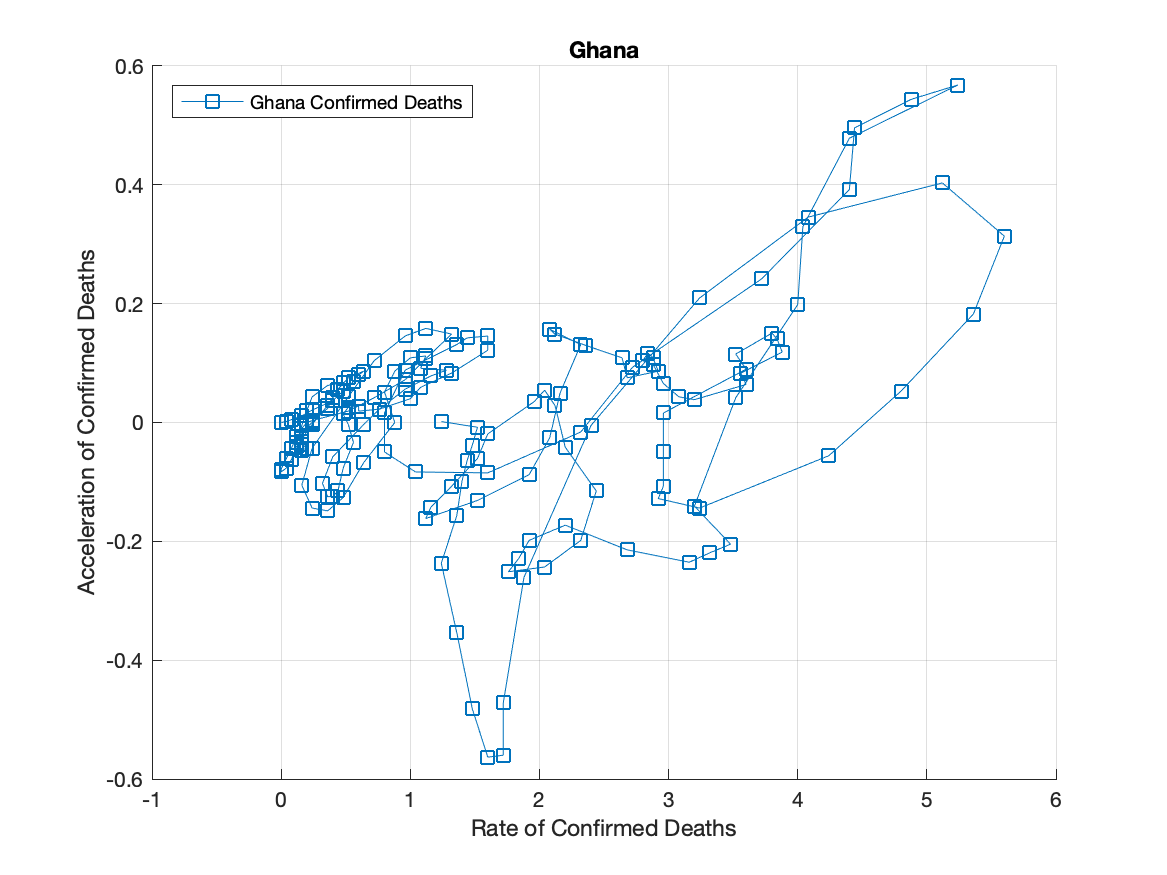 Ghana
Ghana Confirmed Deaths
Acceleration of Confirmed Deaths
0.6
0.4
0.2
0
-0.2
-0.4
-0.6
-1 0 1 2 3 4 5 6
Rate of Confirmed Deaths